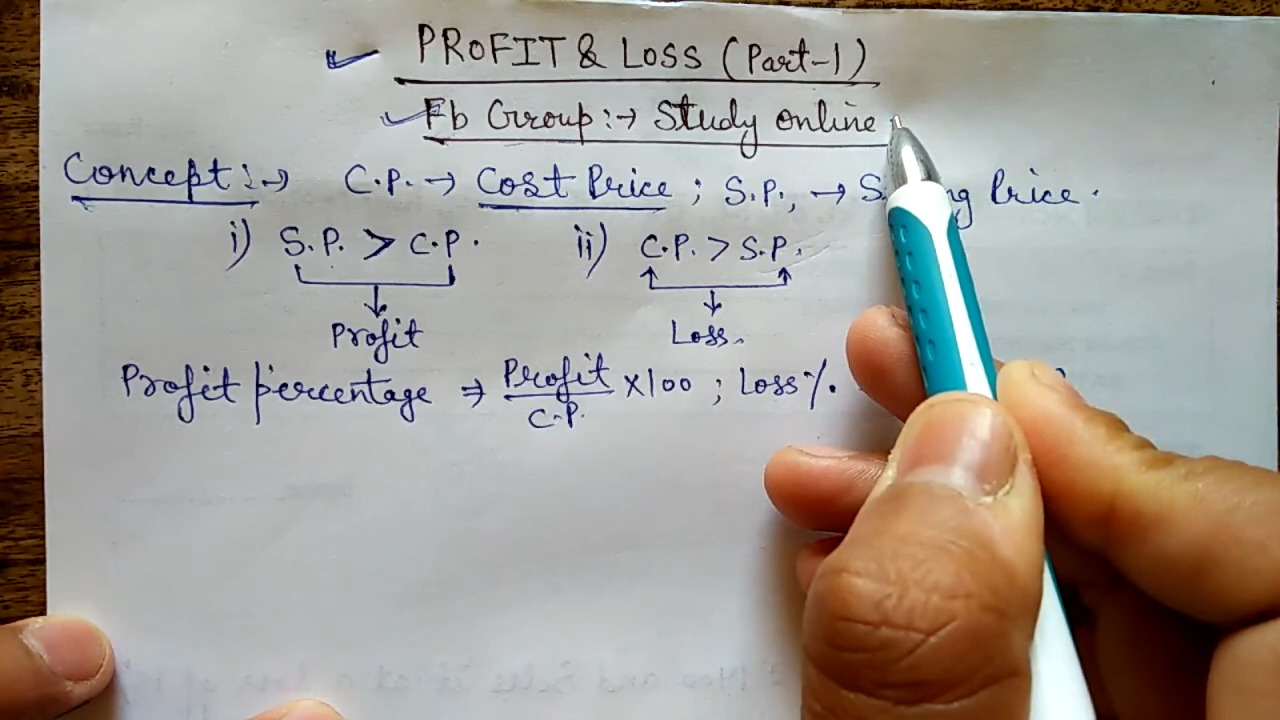 PROFIT & LOSS (Part-1)
Fb Group:→ Study online
Concept:→ C.P. → Cost Price ; S.P., → Price.
i) S.P. > C.P. ii) C.P. > S.P.
Profit Loss.
Profit percentage ⇒ Profit/C.P. ×100 ; Loss%.